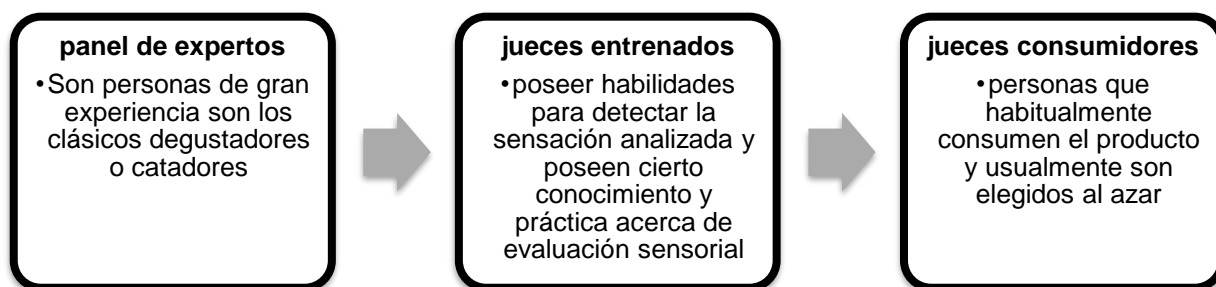 panel de expertos
•Son personas de gran
experiencia son los
clásicos degustadores
o catadores
jueces entrenados
•poseer habilidades
para detectar la
sensación analizada y
poseen cierto
conocimiento y
práctica acerca de
evaluación sensorial
jueces consumidores
•personas que
habitualmente
consumen el producto
y usualmente son
elegidos al azar